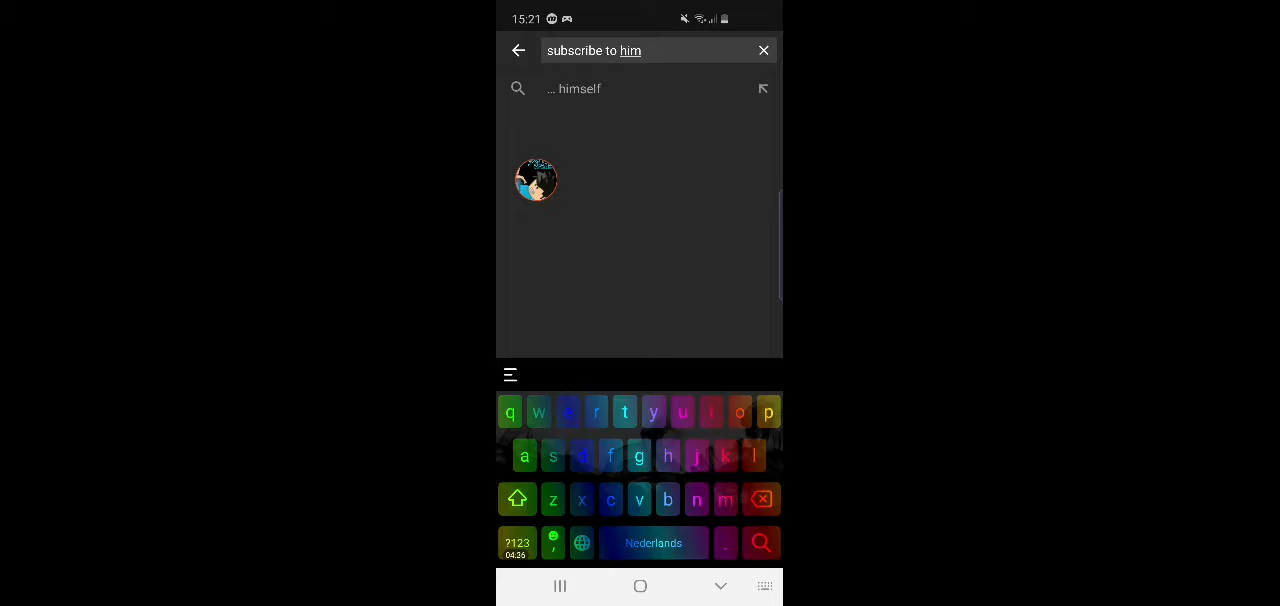 15:21
subscribe to him
... himself
q w r t y u i o p
a s d f g h j k l
z x c v b n m
?123 , Nederlands .
04:36